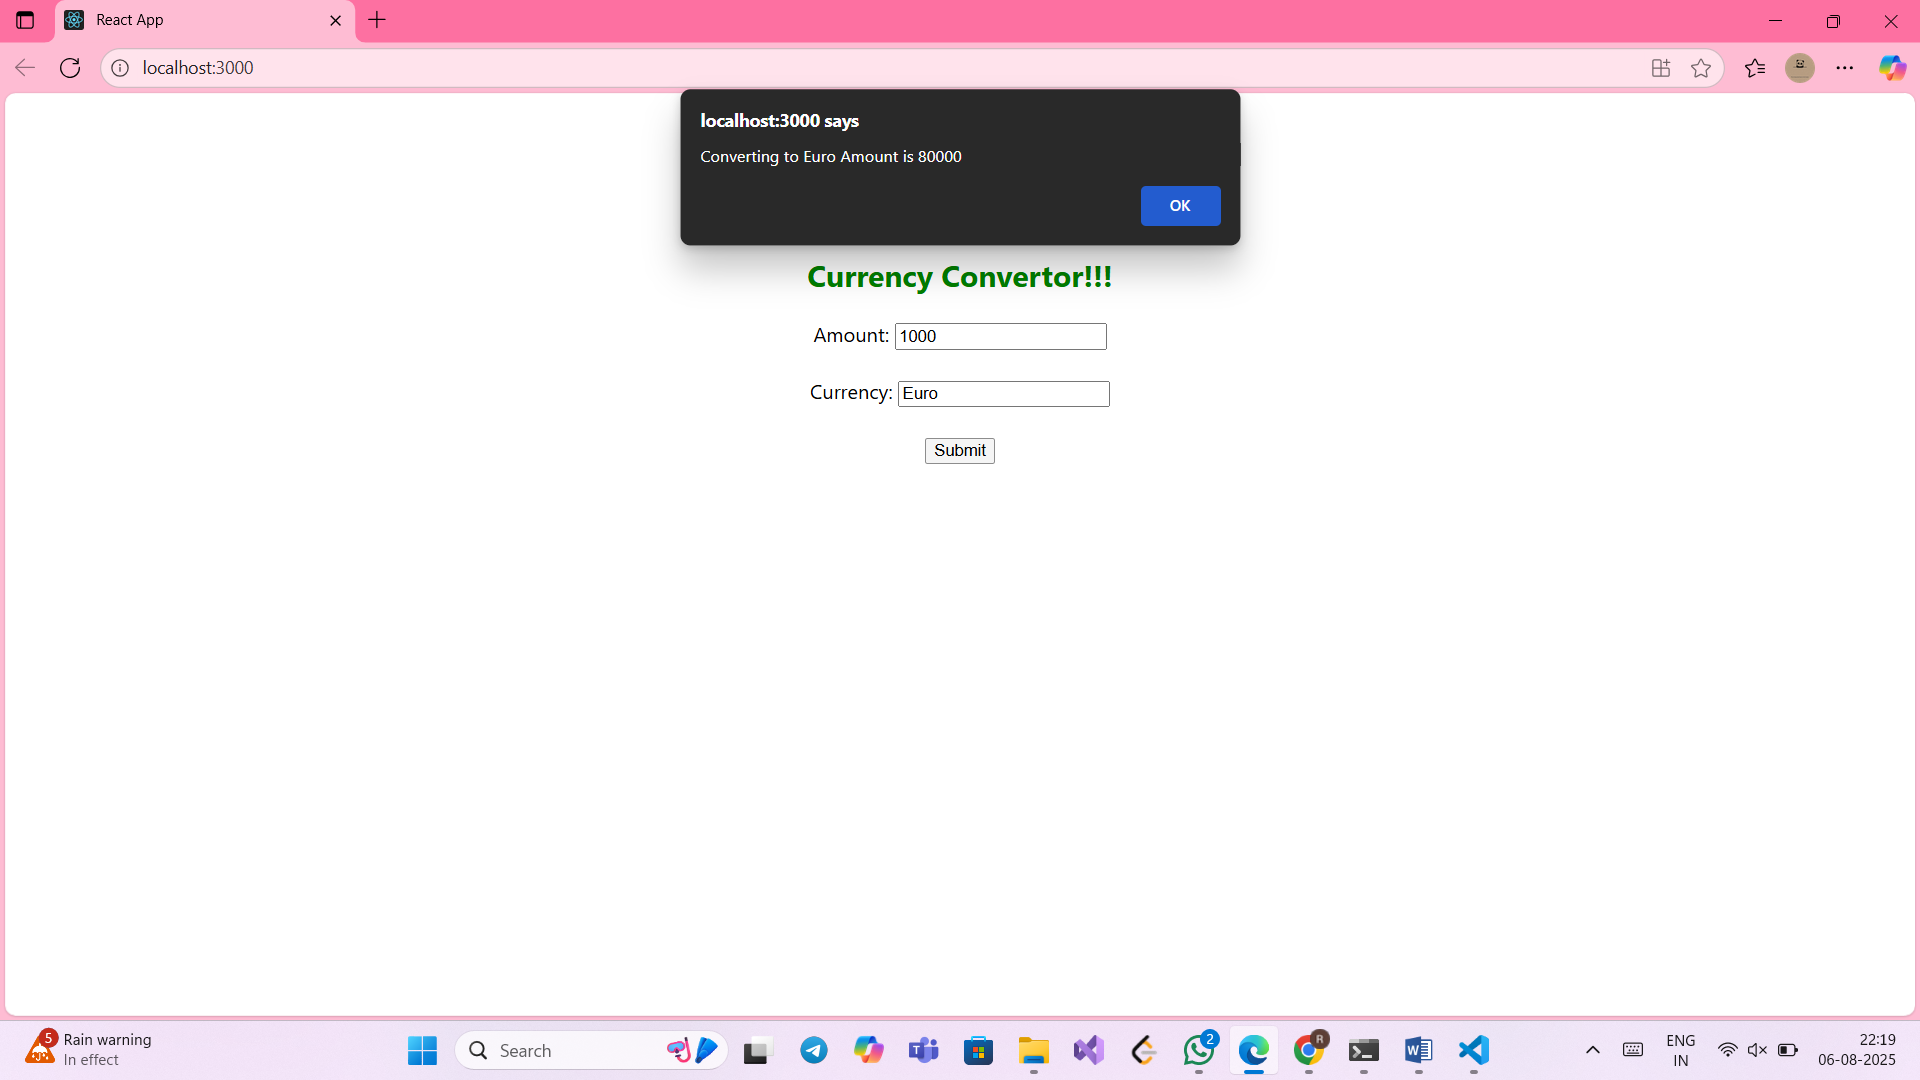 React App
localhost:3000
localhost:3000 says
Converting to Euro Amount is 80000
OK
Currency Convertor!!!
Amount: 1000
Currency: Euro
Submit
5
Rain warning
In effect
Search
2
R
ENG
IN
22:19
06-08-2025